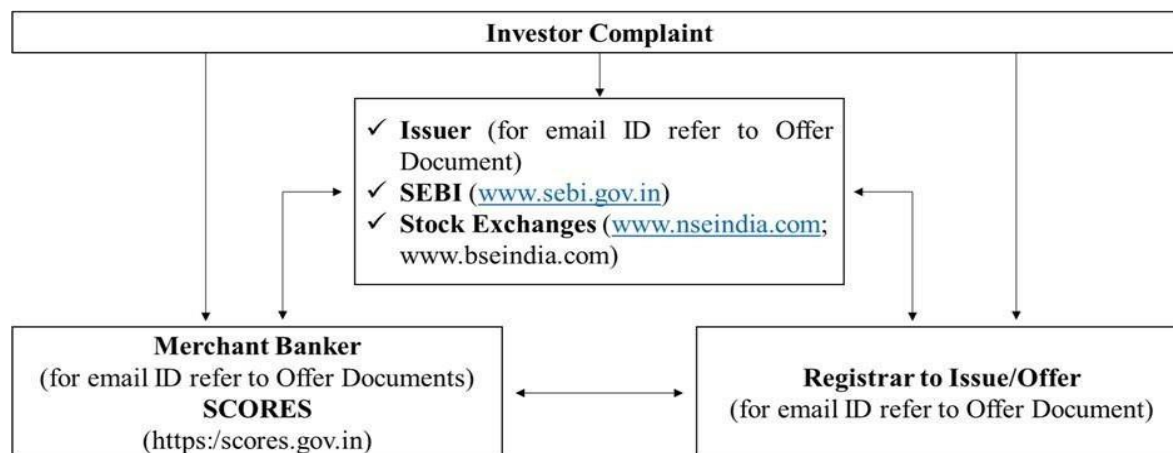 Investor Complaint
✓ Issuer (for email ID refer to Offer
Document)
✓ SEBI (www.sebi.gov.in)
✓ Stock Exchanges (www.nseindia.com;
www.bseindia.com)
Merchant Banker
(for email ID refer to Offer Documents)
SCORES
(https:/scores.gov.in)
Registrar to Issue/Offer
(for email ID refer to Offer Document)